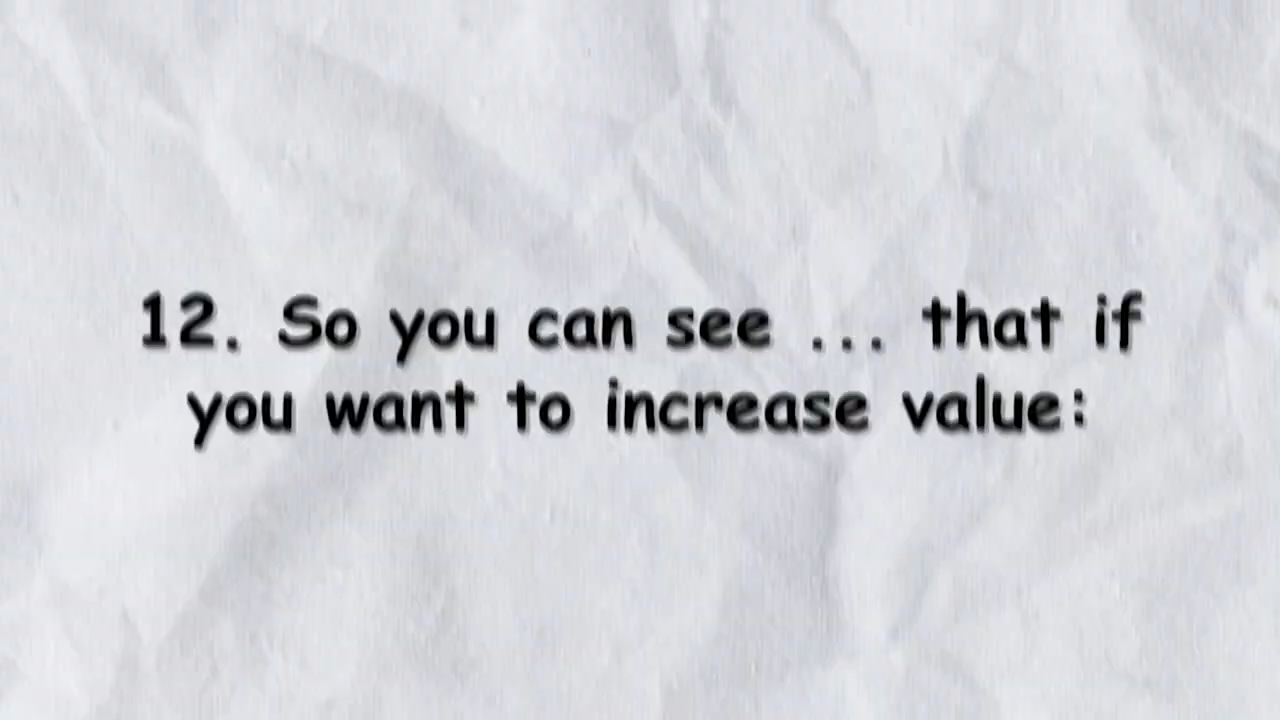 12. So you can see ... that if
you want to increase value: